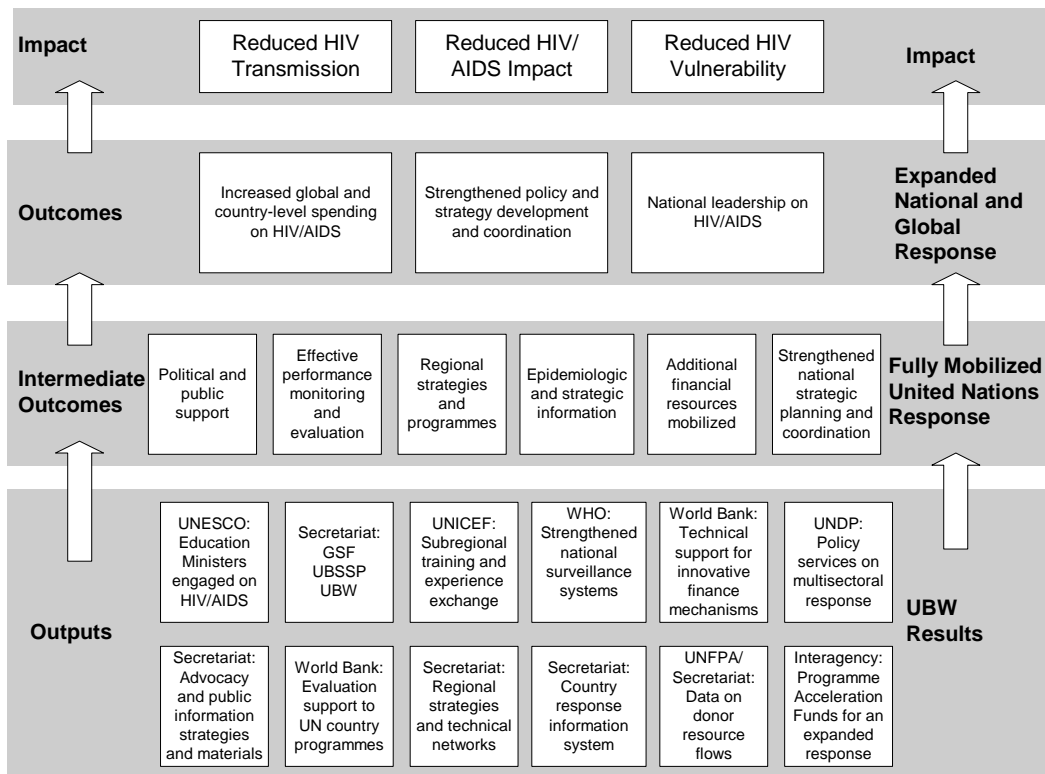 Impact
Reduced HIV
Transmission
Reduced HIV/
AIDS Impact
Reduced HIV
Vulnerability
Impact
Outcomes
Increased global and
country-level spending
on HIV/AIDS
Strengthened policy and
strategy development
and coordination
National leadership on
HIV/AIDS
Expanded
National and
Global
Response
Intermediate
Outcomes
Political and
public
support
Effective
performance
monitoring
and
evaluation
Regional
strategies
and
programmes
Epidemiologic
and strategic
information
Additional
financial
resources
mobilized
Strengthened
national
strategic
planning and
coordination
Fully Mobilized
United Nations
Response
Outputs
UNESCO:
Education
Ministers
engaged on
HIV/AIDS
Secretariat:
GSF
UBSSP
UBW
UNICEF:
Subregional
training and
experience
exchange
WHO:
Strengthened
national
surveillance
systems
World Bank:
Technical
support for
innovative
finance
mechanisms
UNDP:
Policy
services on
multisectoral
response
Secretariat:
Advocacy
and public
information
strategies
and materials
World Bank:
Evaluation
support to
UN country
programmes
Secretariat:
Regional
strategies
and technical
networks
Secretariat:
Country
response
information
system
UNFPA/
Secretariat:
Data on
donor
resource
flows
Interagency:
Programme
Acceleration
Funds for an
expanded
response
UBW
Results